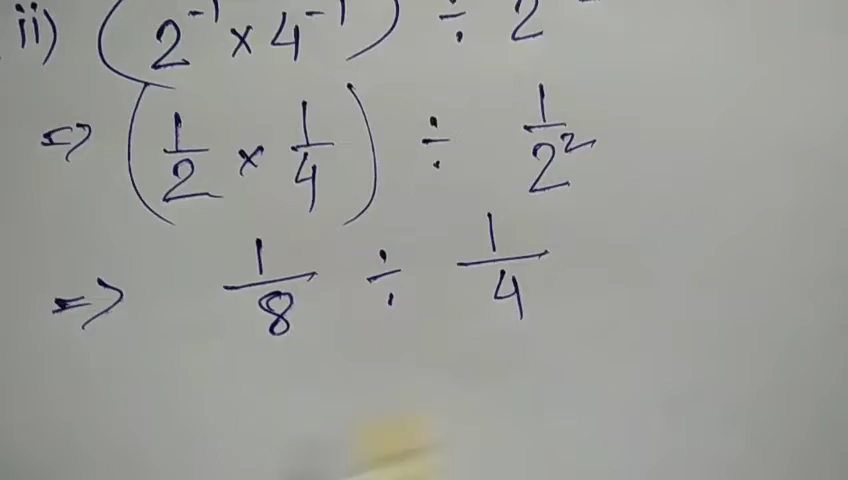 ii) (2⁻¹ × 4⁻¹) ÷ 2⁻
⇒ (1/2 × 1/4) ÷ 1/2²
⇒ 1/8 ÷ 1/4